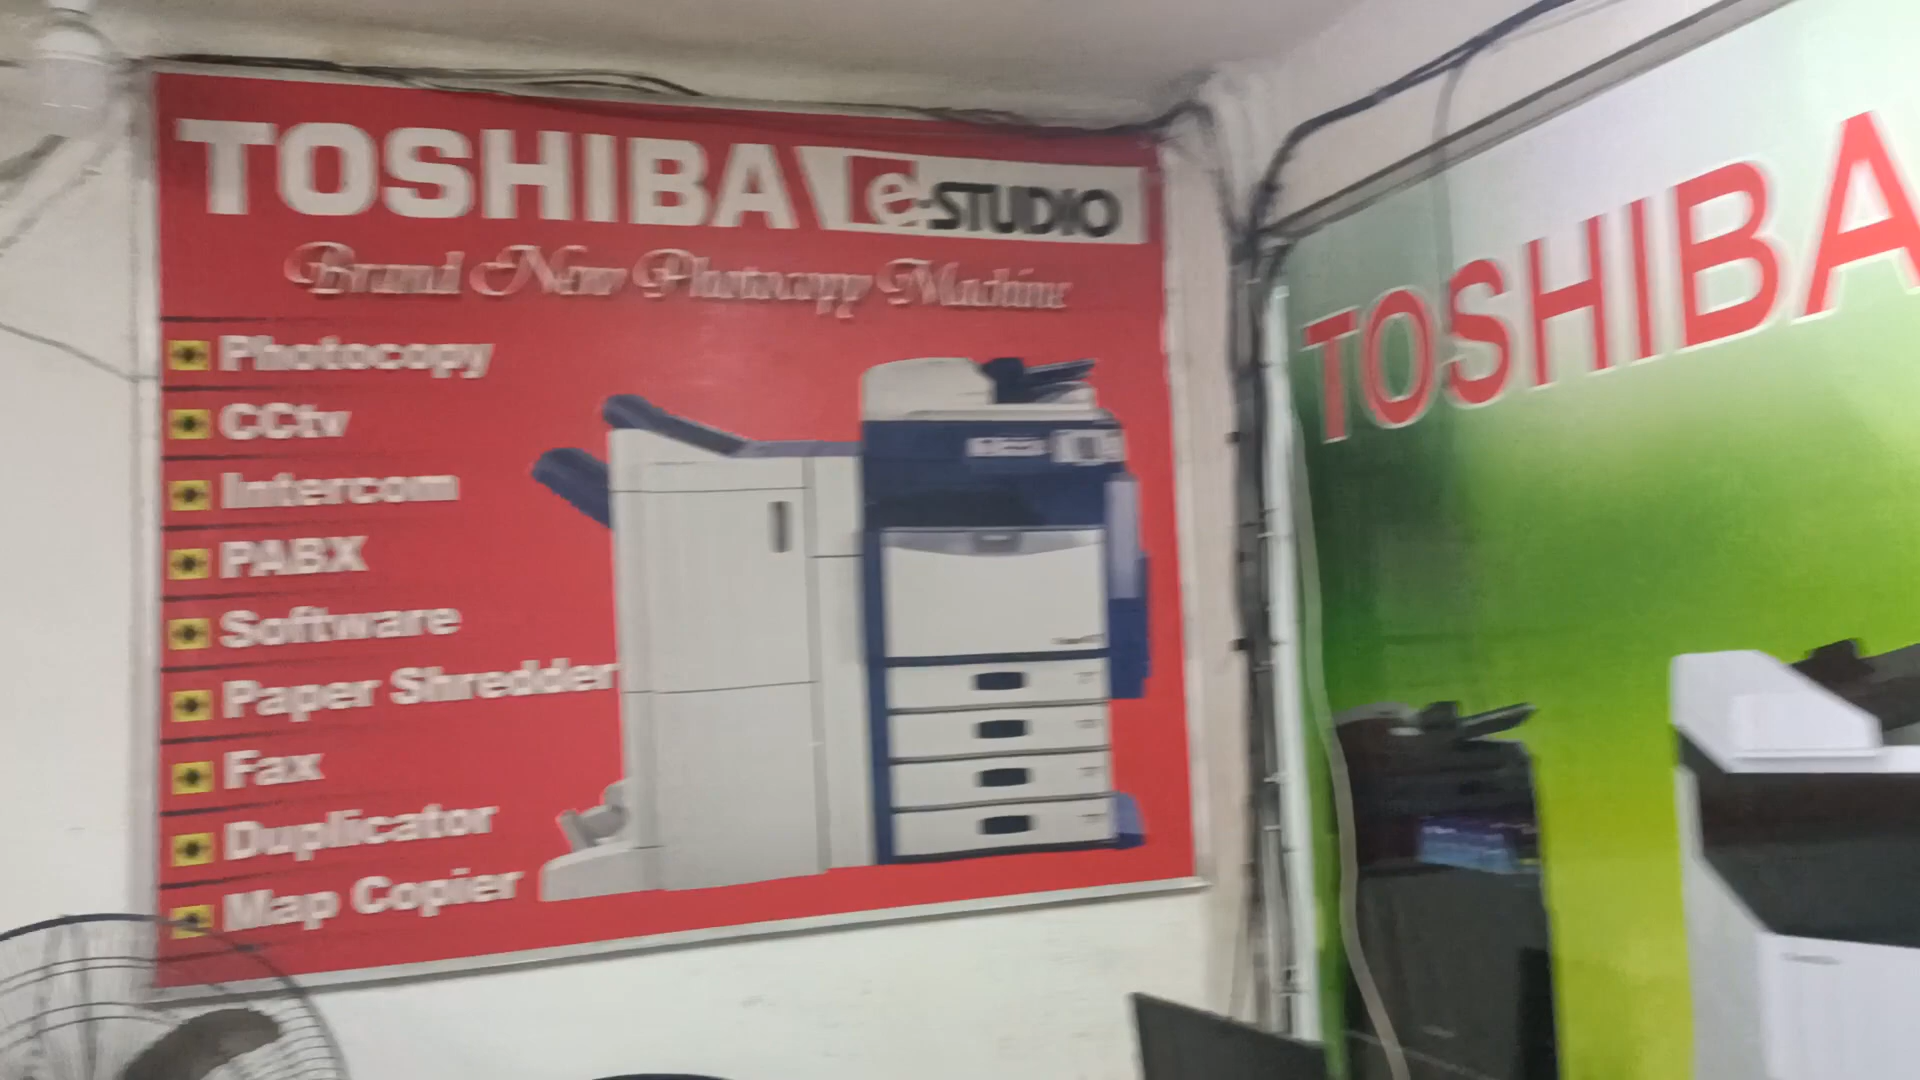 TOSHIBA e-STUDIO
Brand New Photocopy Machine
Photocopy
CCtv
Intercom
PABX
Software
Paper Shredder
Fax
Duplicator
Map Copier
TOSHIBA